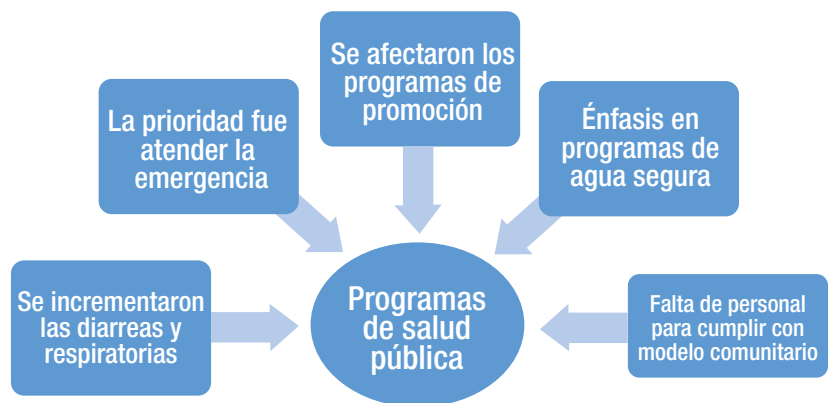 Se afectaron los
programas de
promoción
La prioridad fue
atender la
emergencia
Énfasis en
programas de
agua segura
Se incrementaron
las diarreas y
respiratorias
Programas
de salud
pública
Falta de personal
para cumplir con
modelo comunitario